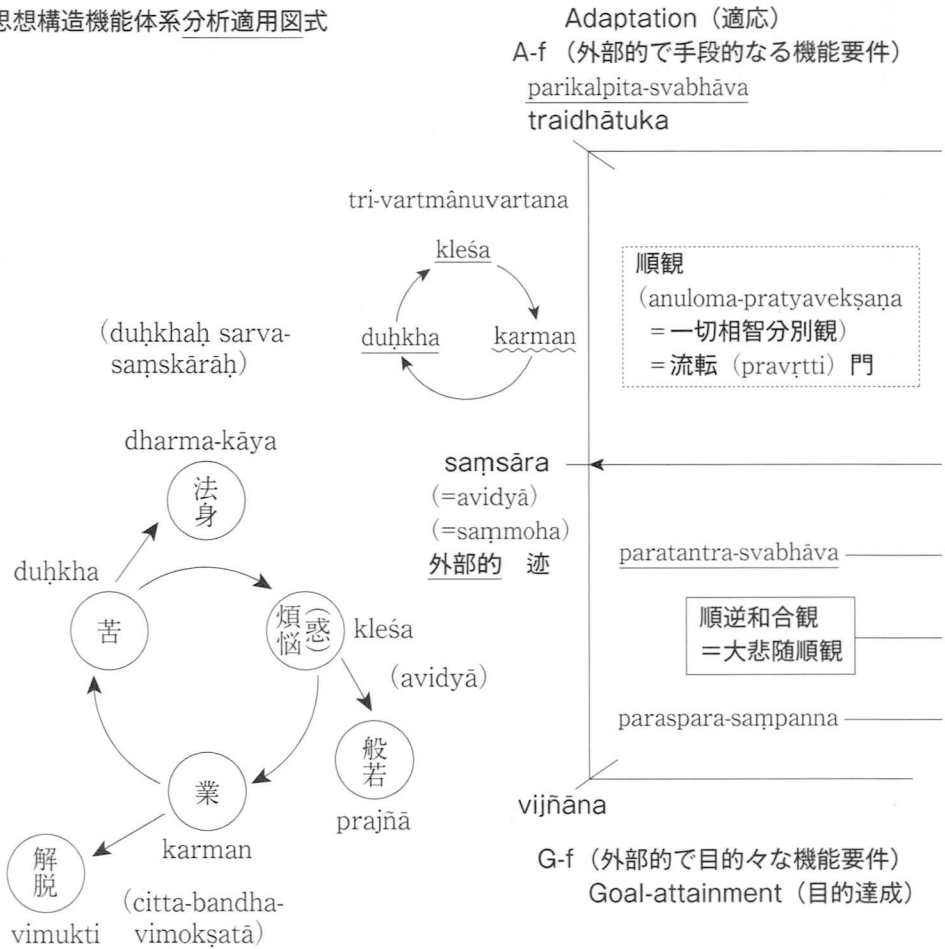 思想構造機能体系分析適用図式
Adaptation（適応）
A-f （外部的で手段的なる機能要件）
parikalpita-svabhāva
traidhātuka
tri-vartmânuvartana
kleśa
duḥkha
karman
(duḥkhaḥ sarva-
saṃskārāḥ)
順観
(anuloma-pratyavekṣaṇa
＝一切相智分別観)
＝流転（pravṛtti）門
dharma-kāya
法身
saṃsāra
(=avidyā)
(=saṃmoha)
外部的 迹
duḥkha
苦
煩悩
(惑)
kleśa
(avidyā)
paratantra-svabhāva
順逆和合観
＝大悲随順観
paraspara-saṃpanna
般若
prajñā
業
karman
vijñāna
解脱
vimukti
(citta-bandha-
vimokṣatā)
G-f （外部的で目的々な機能要件）
Goal-attainment（目的達成）